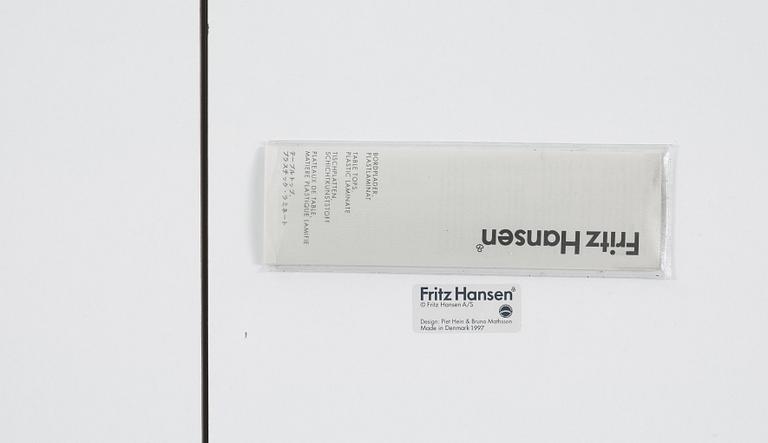 BORDPLADER,
PLASTLAMINAT
TABLE TOPS,
PLASTIC LAMINATE
TISCHPLATTEN,
SCHICHTKUNSTSTOFF
PLATEAUX DE TABLE,
MATIERE PLASTIQUE LAMIFIE
テーブルトップ、
プラスチック・ラミネート
Fritz Hansen
Fritz Hansen
© Fritz Hansen A/S
Design: Piet Hein & Bruno Mathsson
Made in Denmark 1997